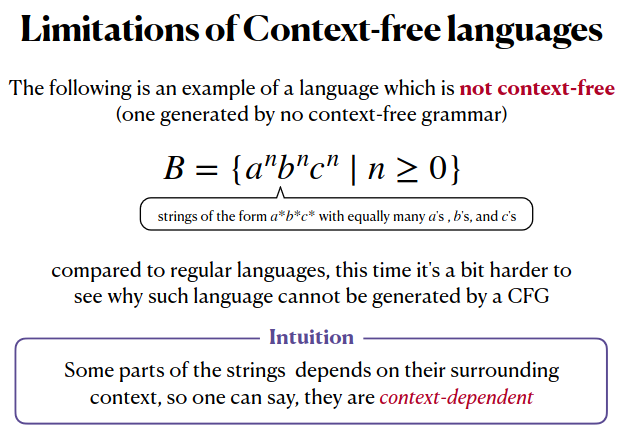 Limitations of Context-free languages
The following is an example of a language which is not context-free
(one generated by no context-free grammar)
B = {aⁿbⁿcⁿ | n ≥ 0}
strings of the form a*b*c* with equally many a's , b's, and c's
compared to regular languages, this time it's a bit harder to
see why such language cannot be generated by a CFG
Intuition
Some parts of the strings depends on their surrounding
context, so one can say, they are context-dependent